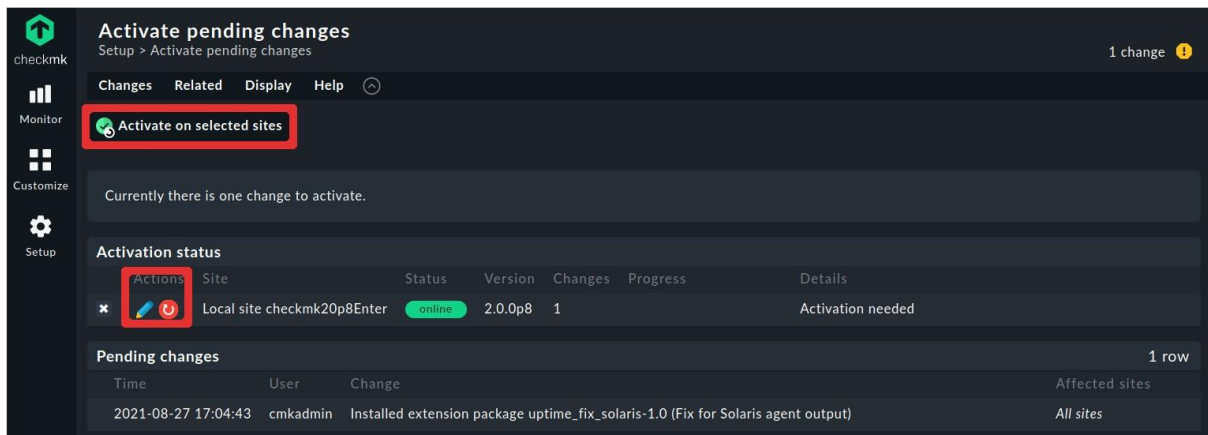 checkmk
Activate pending changes
Setup > Activate pending changes
1 change
Monitor
Changes Related Display Help
Activate on selected sites
Customize
Currently there is one change to activate.
Setup
Activation status
Actions Site Status Version Changes Progress Details
Local site checkmk20p8Enter online 2.0.0p8 1 Activation needed
Pending changes 1 row
Time User Change Affected sites
2021-08-27 17:04:43 cmkadmin Installed extension package uptime_fix_solaris-1.0 (Fix for Solaris agent output) All sites